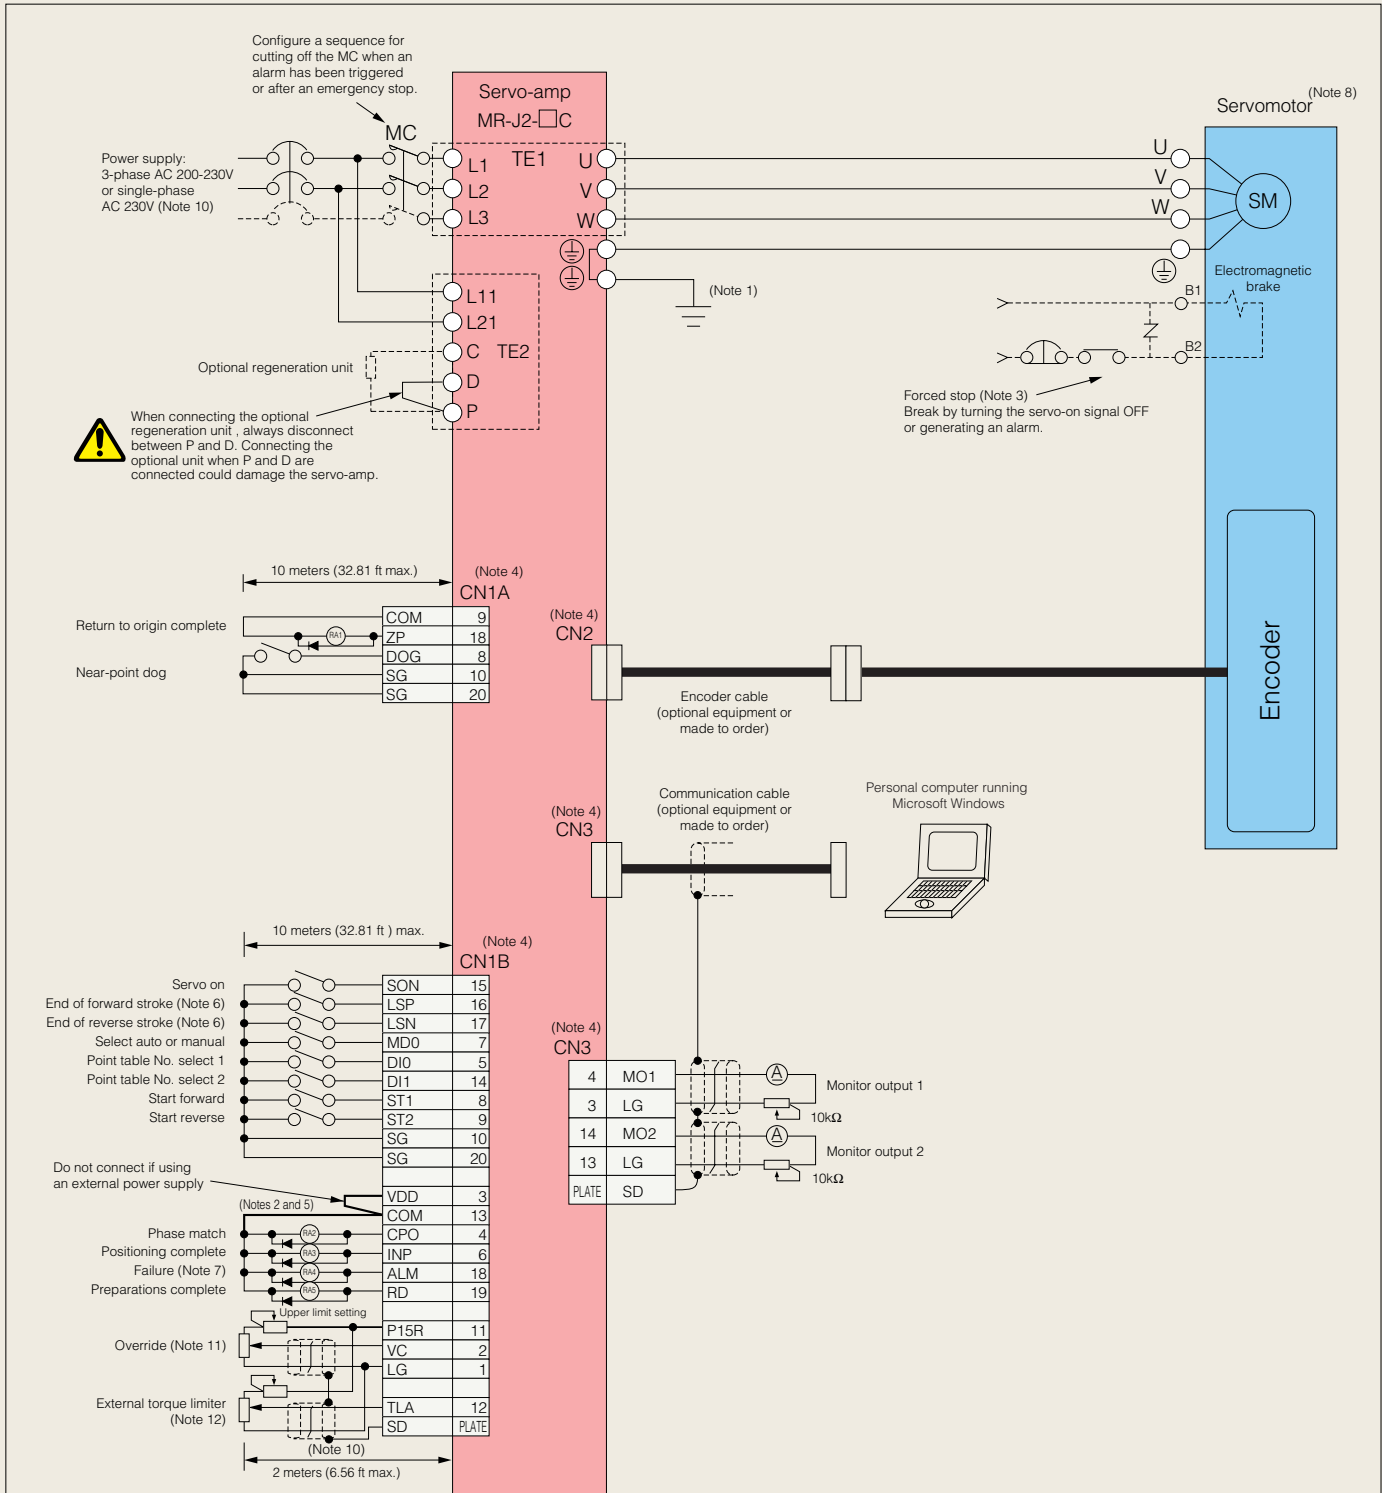 Configure a sequence for
cutting off the MC when an
alarm has been triggered
or after an emergency stop.
MC
Servo-amp
MR-J2-□C
(Note 8)
Servomotor
Power supply:
3-phase AC 200-230V
or single-phase
AC 230V (Note 10)
L1
TE1
U
L2
V
L3
W
U
V
W
SM
(Note 1)
L11
L21
C
TE2
D
P
Optional regeneration unit
When connecting the optional
regeneration unit , always disconnect
between P and D. Connecting the
optional unit when P and D are
connected could damage the servo-amp.
Electromagnetic
brake
B1
B2
Forced stop (Note 3)
Break by turning the servo-on signal OFF
or generating an alarm.
10 meters (32.81 ft max.)
(Note 4)
CN1A
Return to origin complete
Near-point dog
RA1
COM 9
ZP 18
DOG 8
SG 10
SG 20
(Note 4)
CN2
Encoder cable
(optional equipment or
made to order)
Encoder
(Note 4)
CN3
Communication cable
(optional equipment or
made to order)
Personal computer running
Microsoft Windows
10 meters (32.81 ft ) max.
(Note 4)
CN1B
Servo on SON 15
End of forward stroke (Note 6) LSP 16
End of reverse stroke (Note 6) LSN 17
Select auto or manual MD0 7
Point table No. select 1 DI0 5
Point table No. select 2 DI1 14
Start forward ST1 8
Start reverse ST2 9
SG 10
SG 20
Do not connect if using
an external power supply
(Notes 2 and 5)
VDD 3
COM 13
Phase match RA2 CPO 4
Positioning complete RA3 INP 6
Failure (Note 7) RA4 ALM 18
Preparations complete RA5 RD 19
Upper limit setting
P15R 11
Override (Note 11) VC 2
LG 1
External torque limiter
(Note 12)
TLA 12
SD PLATE
(Note 10)
2 meters (6.56 ft max.)
(Note 4)
CN3
4 MO1
3 LG
14 MO2
13 LG
PLATE SD
A
Monitor output 1
10kΩ
A
Monitor output 2
10kΩ